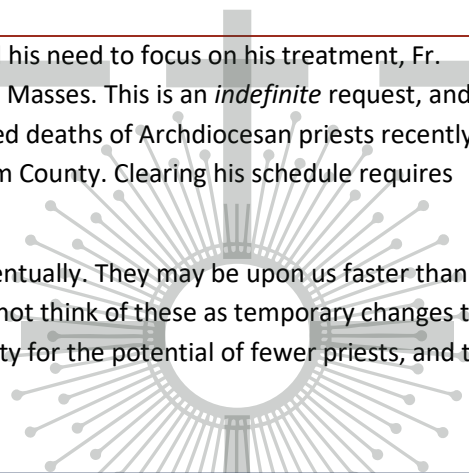 his need to focus on his treatment, Fr.
Masses. This is an indefinite request, and
ed deaths of Archdiocesan priests recently
m County. Clearing his schedule requires
entually. They may be upon us faster than
not think of these as temporary changes t
ty for the potential of fewer priests, and t